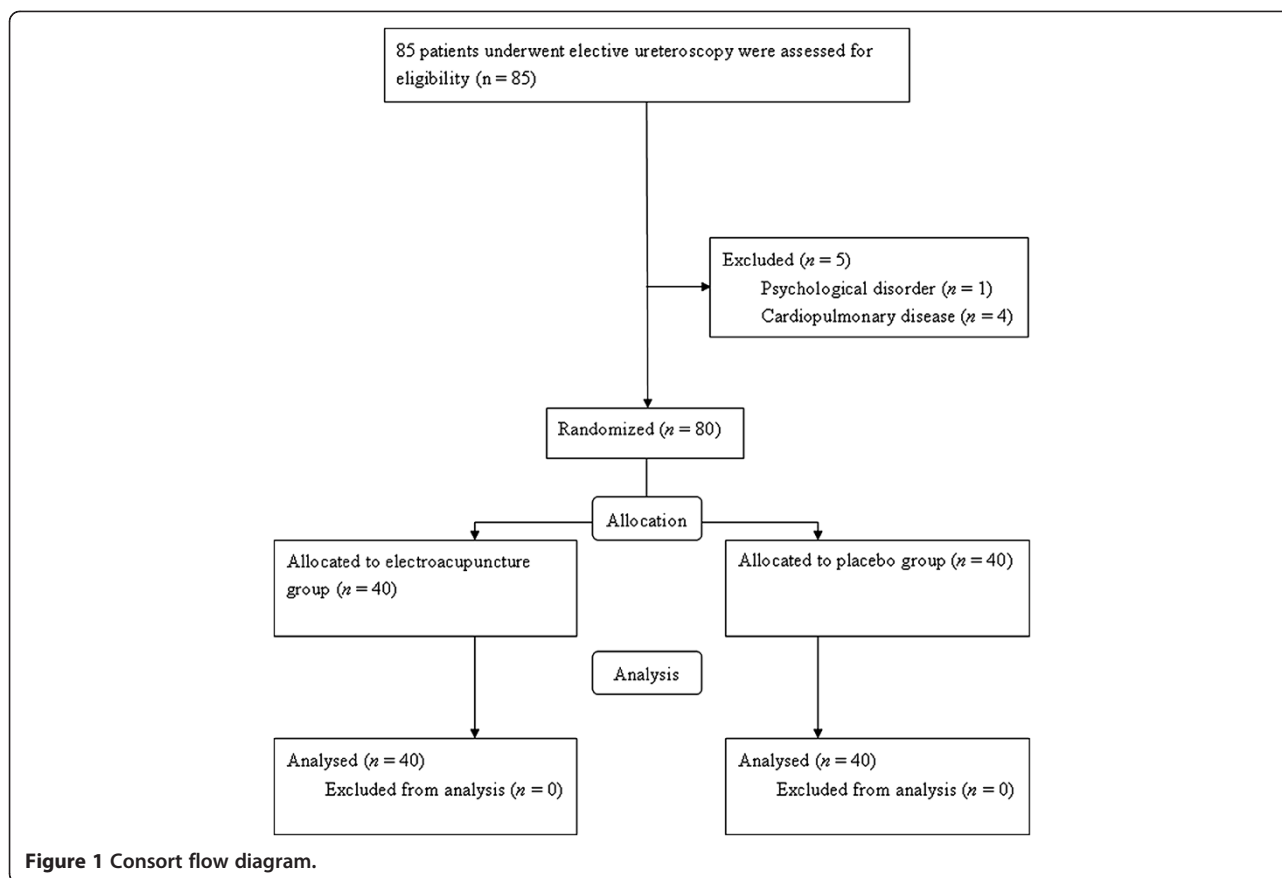 85 patients underwent elective ureteroscopy were assessed for
eligibility (n = 85)
Excluded (n = 5)
Psychological disorder (n = 1)
Cardiopulmonary disease (n = 4)
Randomized (n = 80)
Allocation
Allocated to electroacupuncture
group (n = 40)
Allocated to placebo group (n = 40)
Analysis
Analysed (n = 40)
Excluded from analysis (n = 0)
Analysed (n = 40)
Excluded from analysis (n = 0)
Figure 1 Consort flow diagram.